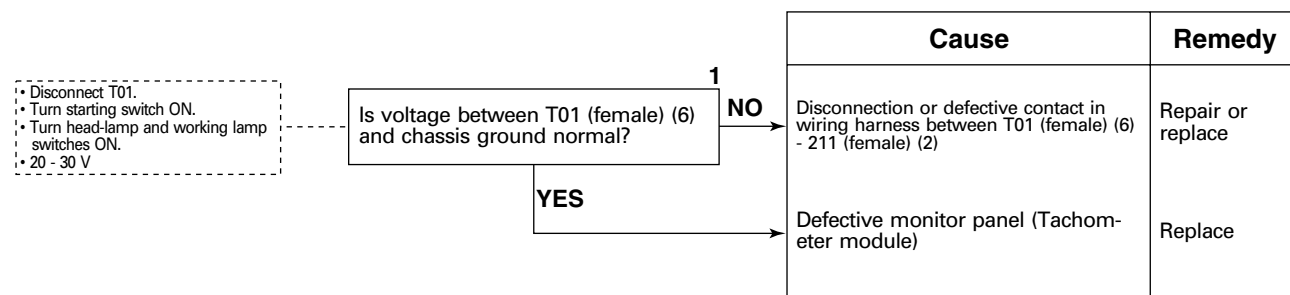 Cause
Remedy
• Disconnect T01.
• Turn starting switch ON.
• Turn head-lamp and working lamp
switches ON.
• 20 - 30 V
1
Is voltage between T01 (female) (6)
and chassis ground normal?
NO
Disconnection or defective contact in
wiring harness between T01 (female) (6)
- 211 (female) (2)
Repair or
replace
YES
Defective monitor panel (Tachom-
eter module)
Replace